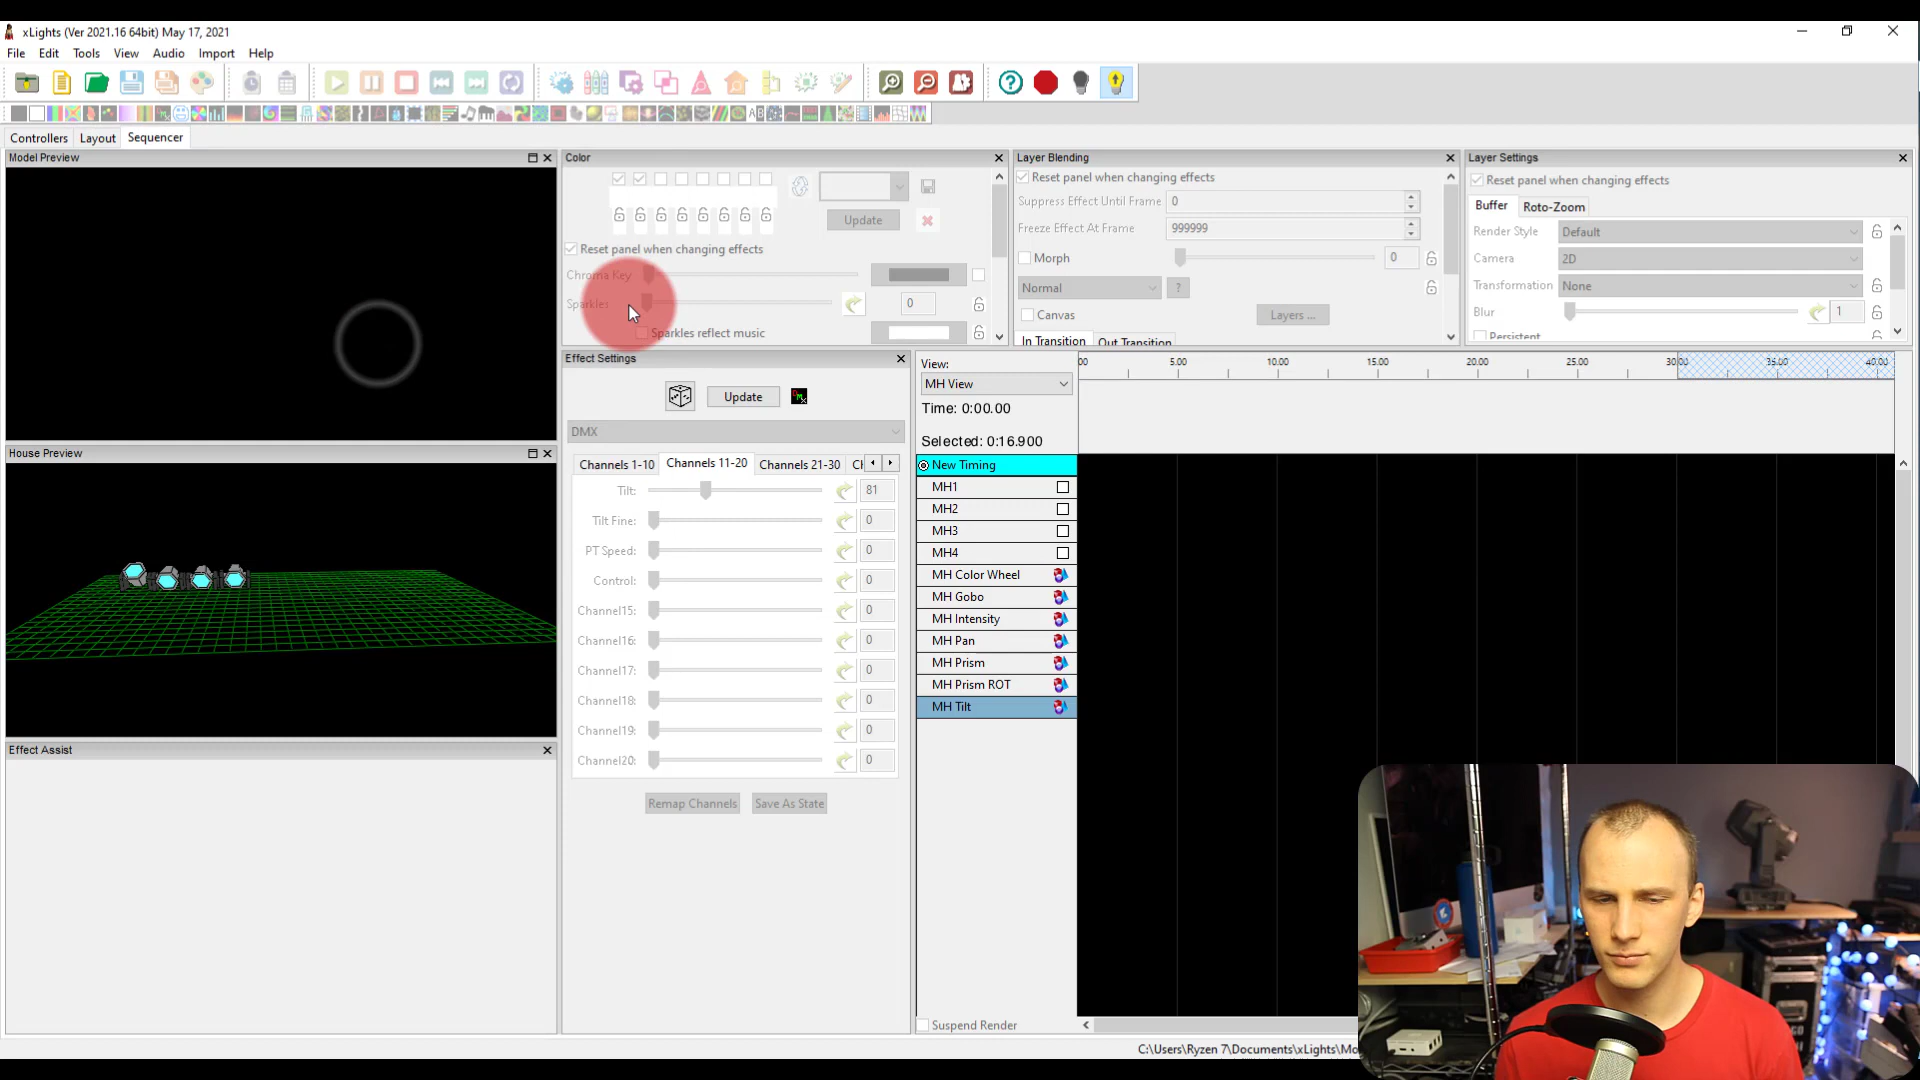 xLights (Ver 2021.16 64bit) May 17, 2021
File Edit Tools View Audio Import Help
Controllers Layout Sequencer
Model Preview
House Preview
Effect Assist
Color
Update
Reset panel when changing effects
Chroma Key
Sparkles 0
Sparkles reflect music
Layer Blending
Reset panel when changing effects
Suppress Effect Until Frame 0
Freeze Effect At Frame 999999
Morph 0
Normal ?
Canvas Layers ...
In Transition Out Transition
Layer Settings
Reset panel when changing effects
Buffer Roto-Zoom
Render Style Default
Camera 2D
Transformation None
Blur 1
Persistent
Effect Settings
Update
DMX
Channels 1-10 Channels 11-20 Channels 21-30
Tilt: 81
Tilt Fine: 0
PT Speed: 0
Control: 0
Channel15: 0
Channel16: 0
Channel17: 0
Channel18: 0
Channel19: 0
Channel20: 0
Remap Channels Save As State
View:
MH View
Time: 0:00.00
Selected: 0:16.900
00 5.00 10.00 15.00 20.00 25.00 30.00 35.00 40.00
New Timing
MH1
MH2
MH3
MH4
MH Color Wheel
MH Gobo
MH Intensity
MH Pan
MH Prism
MH Prism ROT
MH Tilt
Suspend Render
C:\Users\Ryzen 7\Documents\xLights\Mo